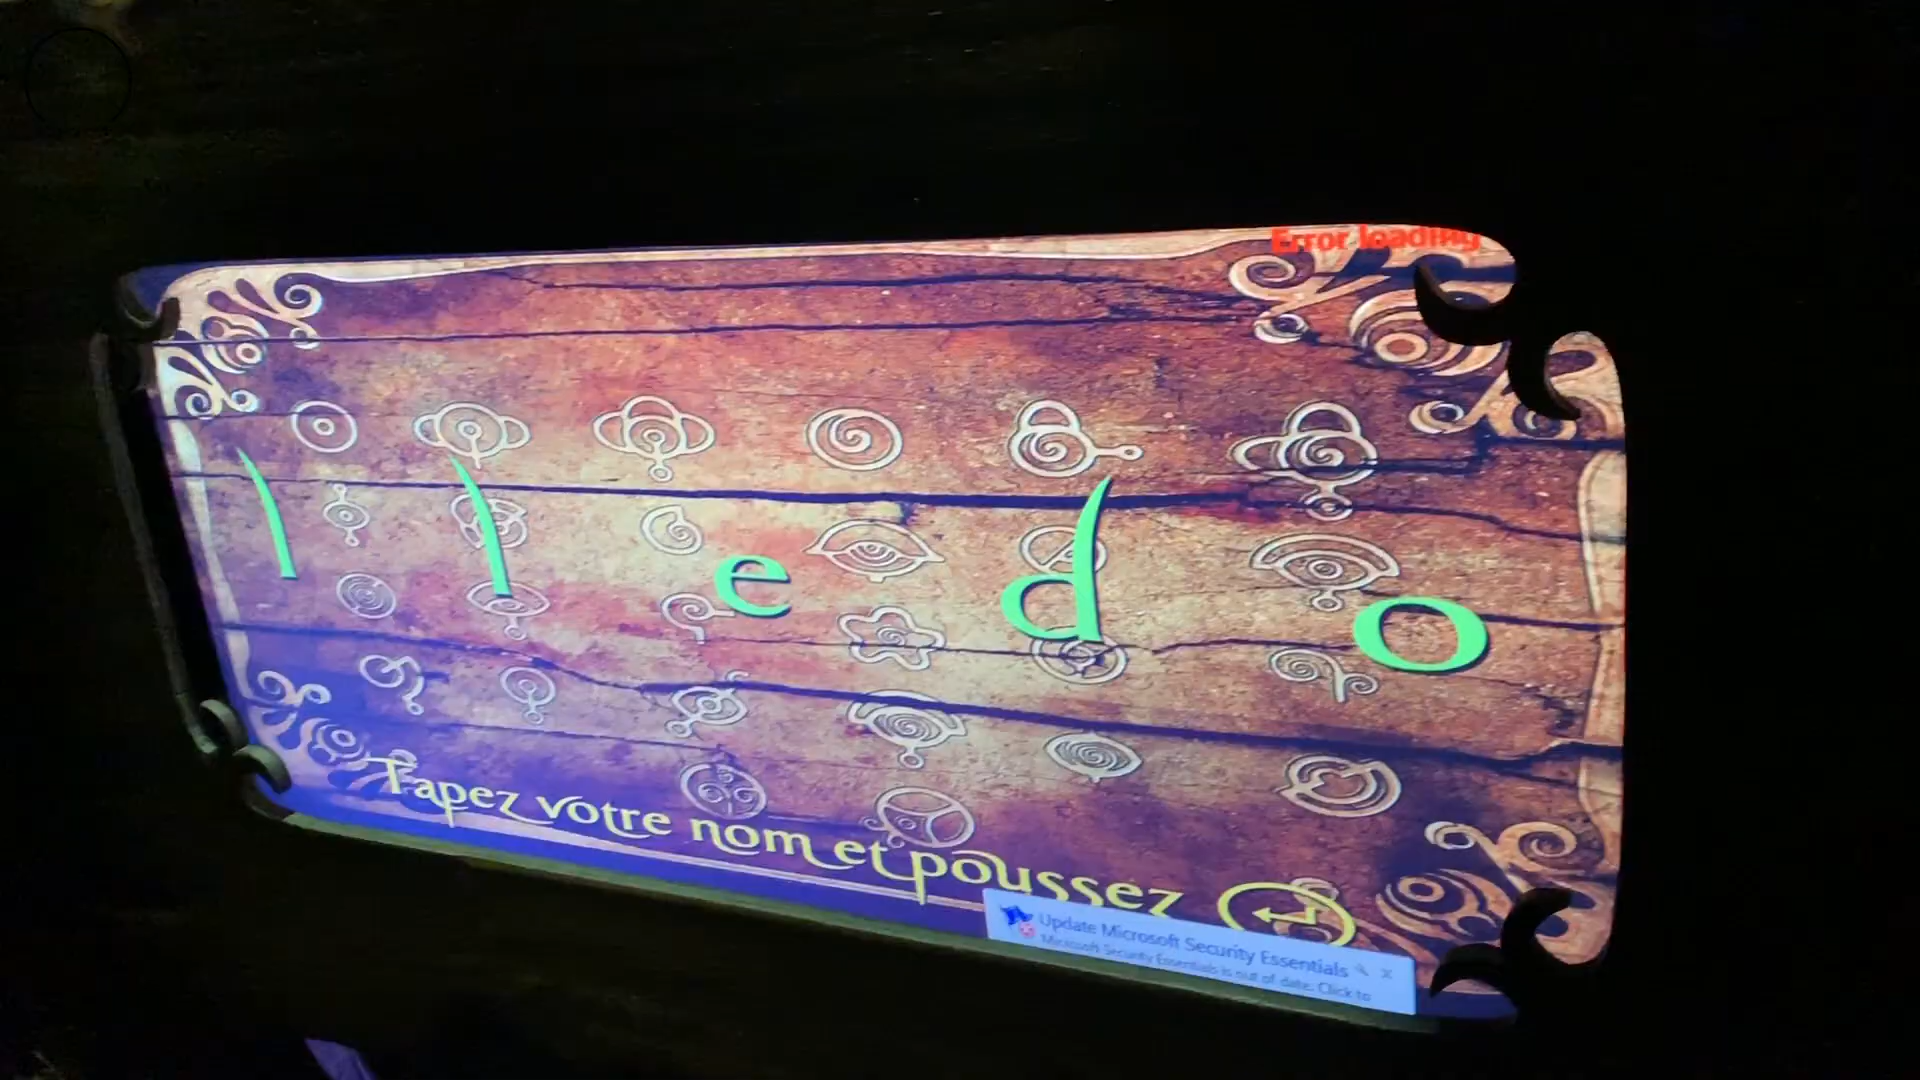 Error loading
l l e d o
Tapez votre nom et poussez
Update Microsoft Security Essentials
Microsoft Security Essentials is out of date. Click to